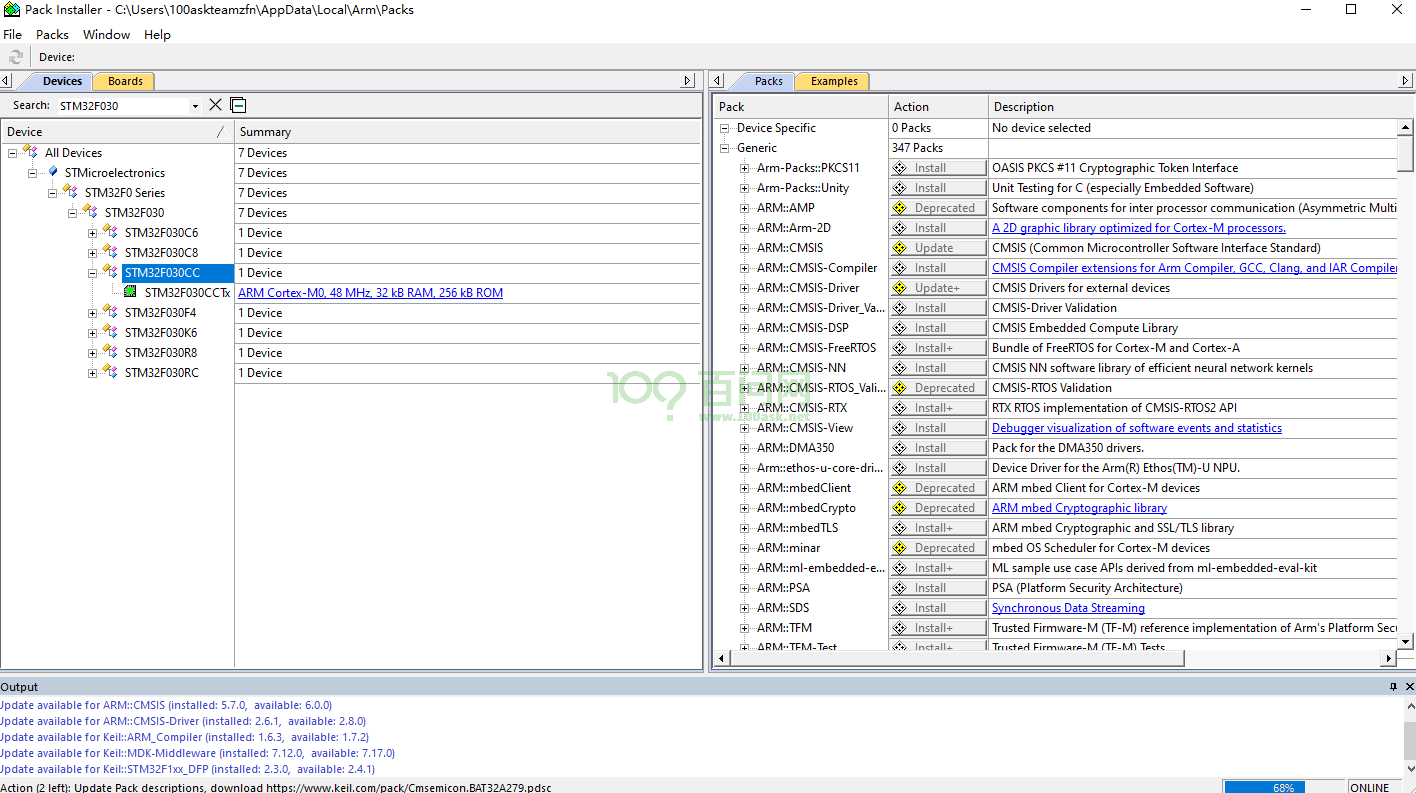 Pack Installer - C:\Users\100askteamzfn\AppData\Local\Arm\Packs
File Packs Window Help
Device:
Devices Boards
Search: STM32F030
Device Summary
All Devices 7 Devices
STMicroelectronics 7 Devices
STM32F0 Series 7 Devices
STM32F030 7 Devices
STM32F030C6 1 Device
STM32F030C8 1 Device
STM32F030CC 1 Device
STM32F030CCTx ARM Cortex-M0, 48 MHz, 32 kB RAM, 256 kB ROM
STM32F030F4 1 Device
STM32F030K6 1 Device
STM32F030R8 1 Device
STM32F030RC 1 Device
Packs Examples
Pack Action Description
Device Specific 0 Packs No device selected
Generic 347 Packs
Arm-Packs::PKCS11 Install OASIS PKCS #11 Cryptographic Token Interface
Arm-Packs::Unity Install Unit Testing for C (especially Embedded Software)
ARM::AMP Deprecated Software components for inter processor communication (Asymmetric Multi
ARM::Arm-2D Install A 2D graphic library optimized for Cortex-M processors.
ARM::CMSIS Update CMSIS (Common Microcontroller Software Interface Standard)
ARM::CMSIS-Compiler Install CMSIS Compiler extensions for Arm Compiler, GCC, Clang, and IAR Compiler
ARM::CMSIS-Driver Update+ CMSIS Drivers for external devices
ARM::CMSIS-Driver_Va... Install CMSIS-Driver Validation
ARM::CMSIS-DSP Install CMSIS Embedded Compute Library
ARM::CMSIS-FreeRTOS Install+ Bundle of FreeRTOS for Cortex-M and Cortex-A
ARM::CMSIS-NN Install CMSIS NN software library of efficient neural network kernels
ARM::CMSIS-RTOS_Vali... Deprecated CMSIS-RTOS Validation
ARM::CMSIS-RTX Install+ RTX RTOS implementation of CMSIS-RTOS2 API
ARM::CMSIS-View Install Debugger visualization of software events and statistics
ARM::DMA350 Install Pack for the DMA350 drivers.
Arm::ethos-u-core-dri... Install Device Driver for the Arm(R) Ethos(TM)-U NPU.
ARM::mbedClient Deprecated ARM mbed Client for Cortex-M devices
ARM::mbedCrypto Deprecated ARM mbed Cryptographic library
ARM::mbedTLS Install+ ARM mbed Cryptographic and SSL/TLS library
ARM::minar Deprecated mbed OS Scheduler for Cortex-M devices
ARM::ml-embedded-e... Install+ ML sample use case APIs derived from ml-embedded-eval-kit
ARM::PSA Install PSA (Platform Security Architecture)
ARM::SDS Install Synchronous Data Streaming
ARM::TFM Install+ Trusted Firmware-M (TF-M) reference implementation of Arm's Platform Sec
ARM::TFM-Test Install+ Trusted Firmware-M (TF-M) Tests
百问网
www.100ask.net
Output
Update available for ARM::CMSIS (installed: 5.7.0, available: 6.0.0)
Update available for ARM::CMSIS-Driver (installed: 2.6.1, available: 2.8.0)
Update available for Keil::ARM_Compiler (installed: 1.6.3, available: 1.7.2)
Update available for Keil::MDK-Middleware (installed: 7.12.0, available: 7.17.0)
Update available for Keil::STM32F1xx_DFP (installed: 2.3.0, available: 2.4.1)
Action (2 left): Update Pack descriptions, download https://www.keil.com/pack/Cmsemicon.BAT32A279.pdsc 68% ONLINE